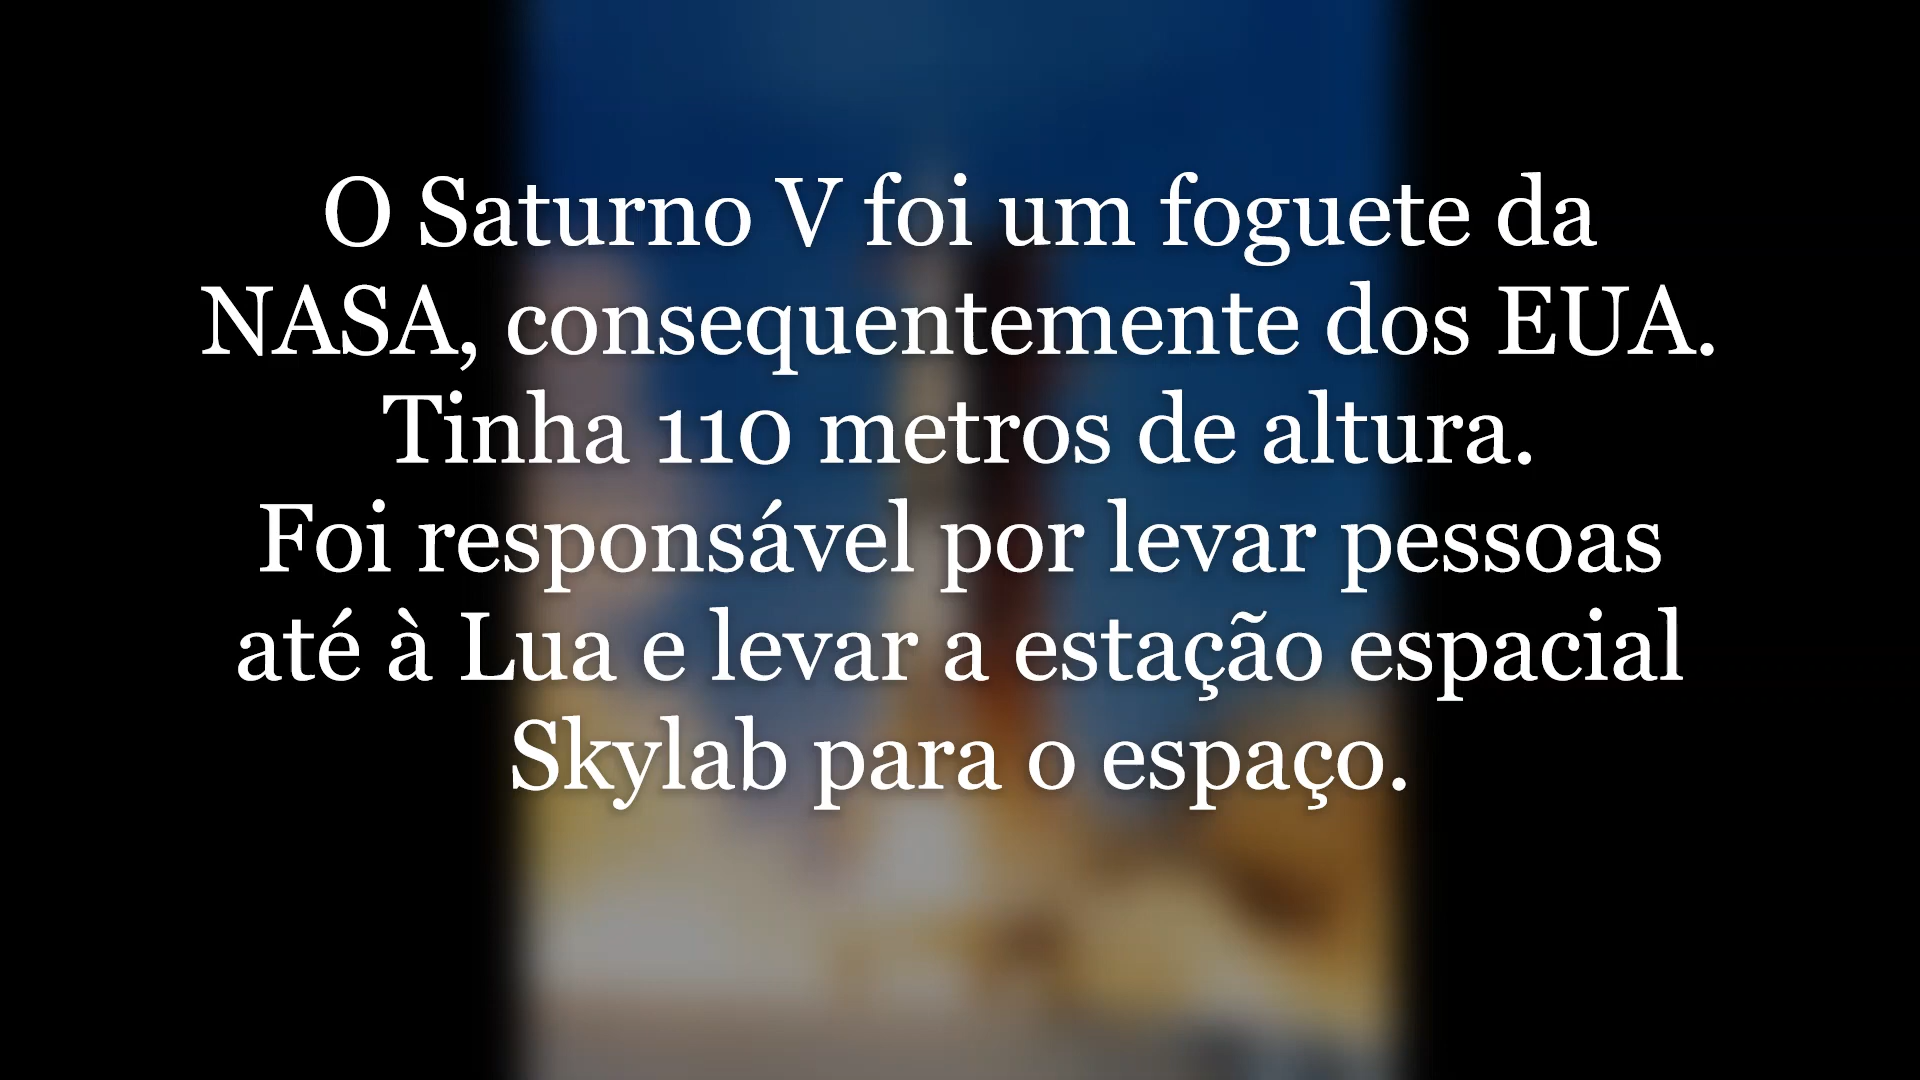 O Saturno V foi um foguete da
NASA, consequentemente dos EUA.
Tinha 110 metros de altura.
Foi responsável por levar pessoas
até à Lua e levar a estação espacial
Skylab para o espaço.